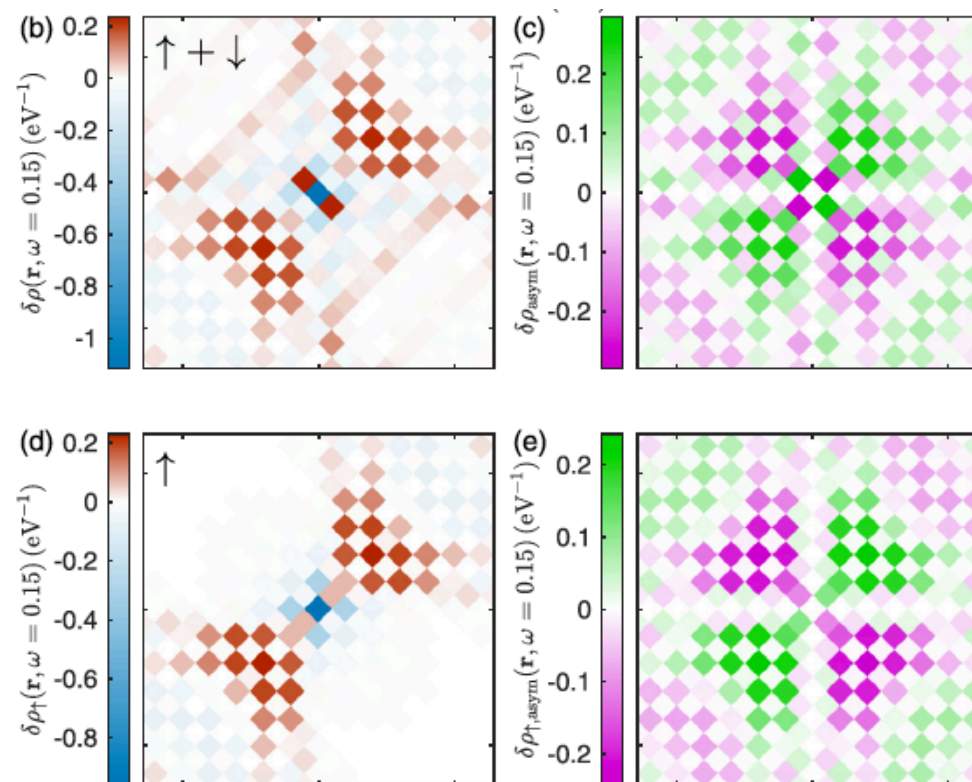 (b)
0.2
0
-0.2
-0.4
-0.6
-0.8
-1
δρ(r, ω = 0.15) (eV⁻¹)
↑ + ↓
(c)
0.2
0.1
0
-0.1
-0.2
δρ_asym(r, ω = 0.15) (eV⁻¹)
(d)
0.2
0
-0.2
-0.4
-0.6
-0.8
δρ↑(r, ω = 0.15) (eV⁻¹)
↑
(e)
0.2
0.1
0
-0.1
-0.2
δρ↑,asym(r, ω = 0.15) (eV⁻¹)